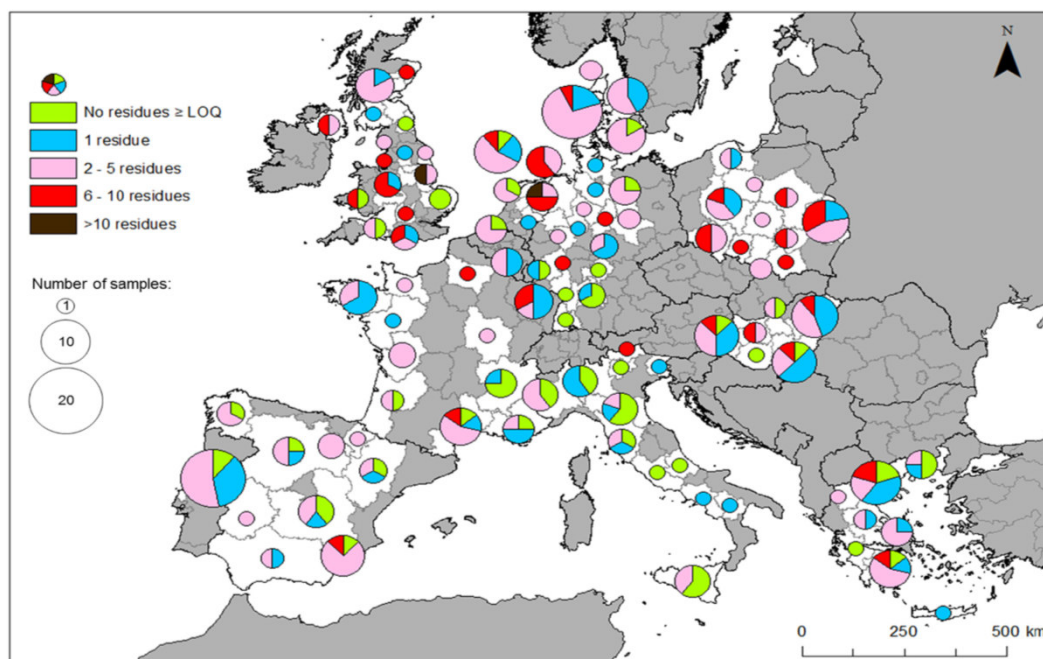 N
No residues ≥ LOQ
1 residue
2 - 5 residues
6 - 10 residues
>10 residues
Number of samples:
1
10
20
0 250 500 km